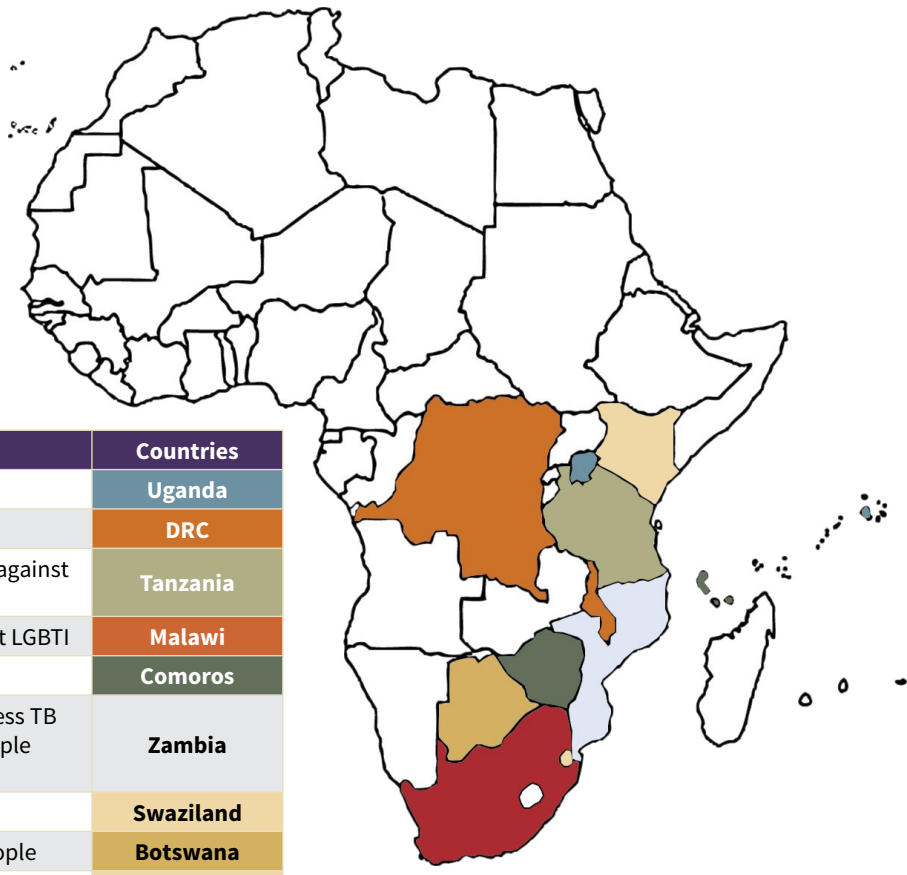 Countries
Uganda
DRC
against
Tanzania
t LGBTI
Malawi
Comoros
ess TB
ple
Zambia
Swaziland
ople
Botswana